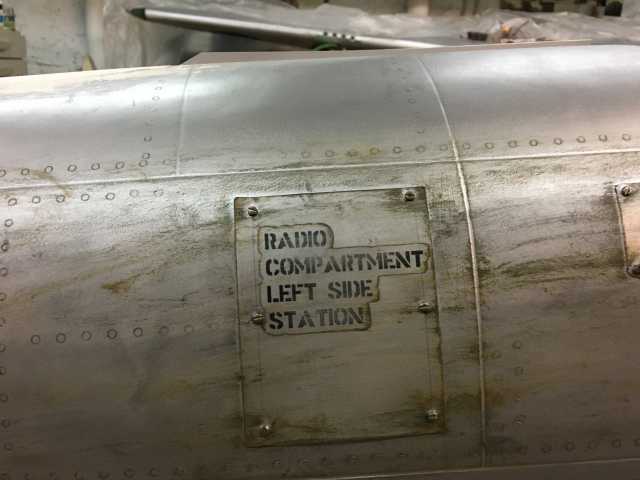 RADIO
COMPARTMENT
LEFT SIDE
STATION